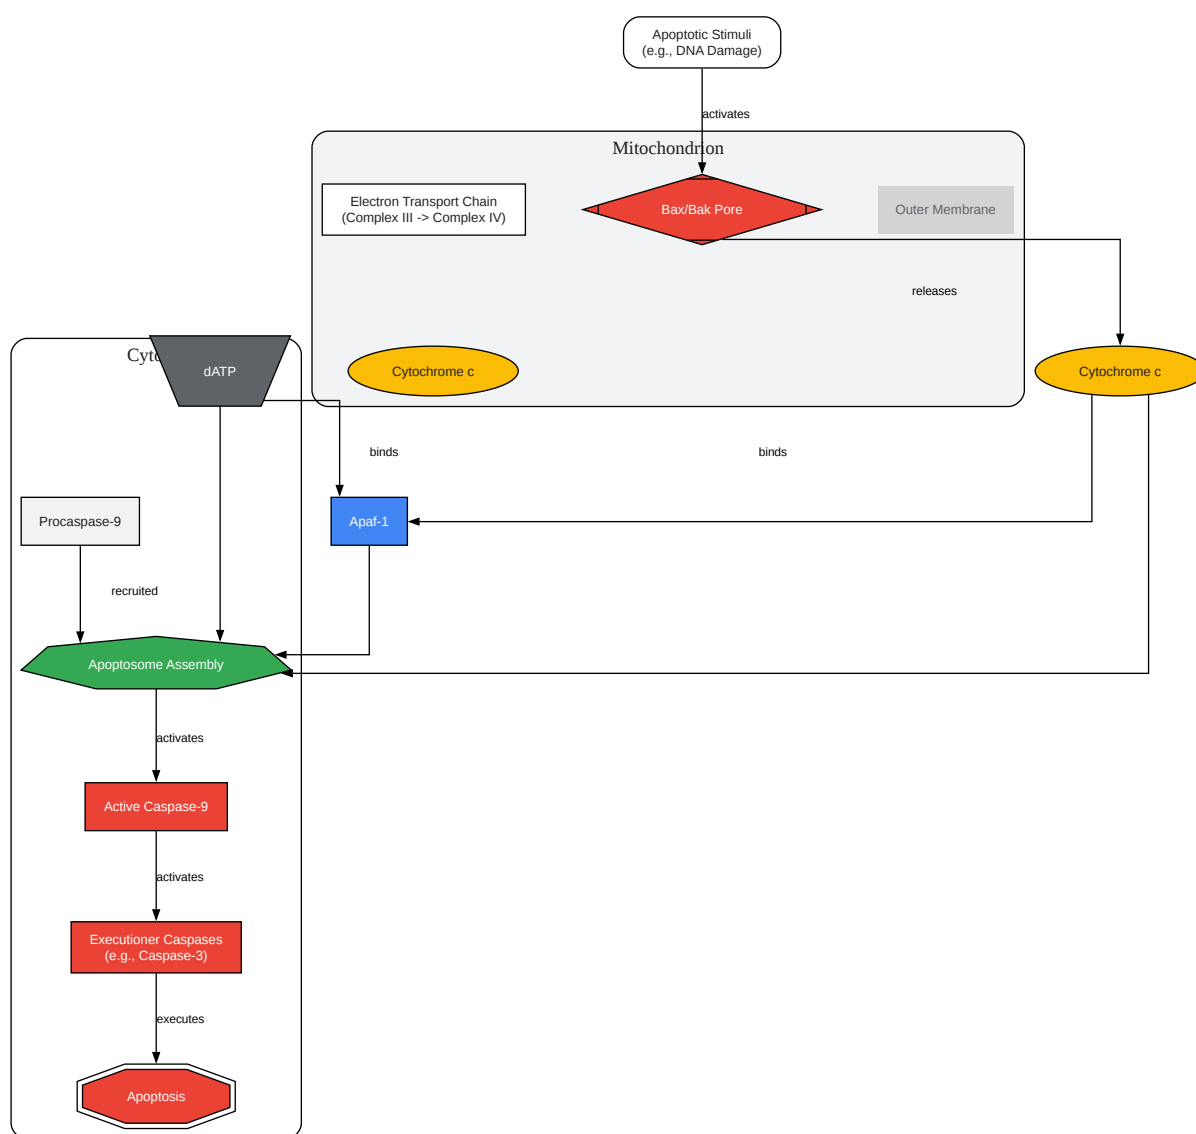 Apoptotic Stimuli
(e.g., DNA Damage)
activates
Mitochondrion
Electron Transport Chain
(Complex III -> Complex IV)
Bax/Bak Pore
Outer Membrane
releases
dATP
Cytochrome c
Cytochrome c
binds
binds
Procaspase-9
Apaf-1
recruited
Apoptosome Assembly
activates
Active Caspase-9
activates
Executioner Caspases
(e.g., Caspase-3)
executes
Apoptosis